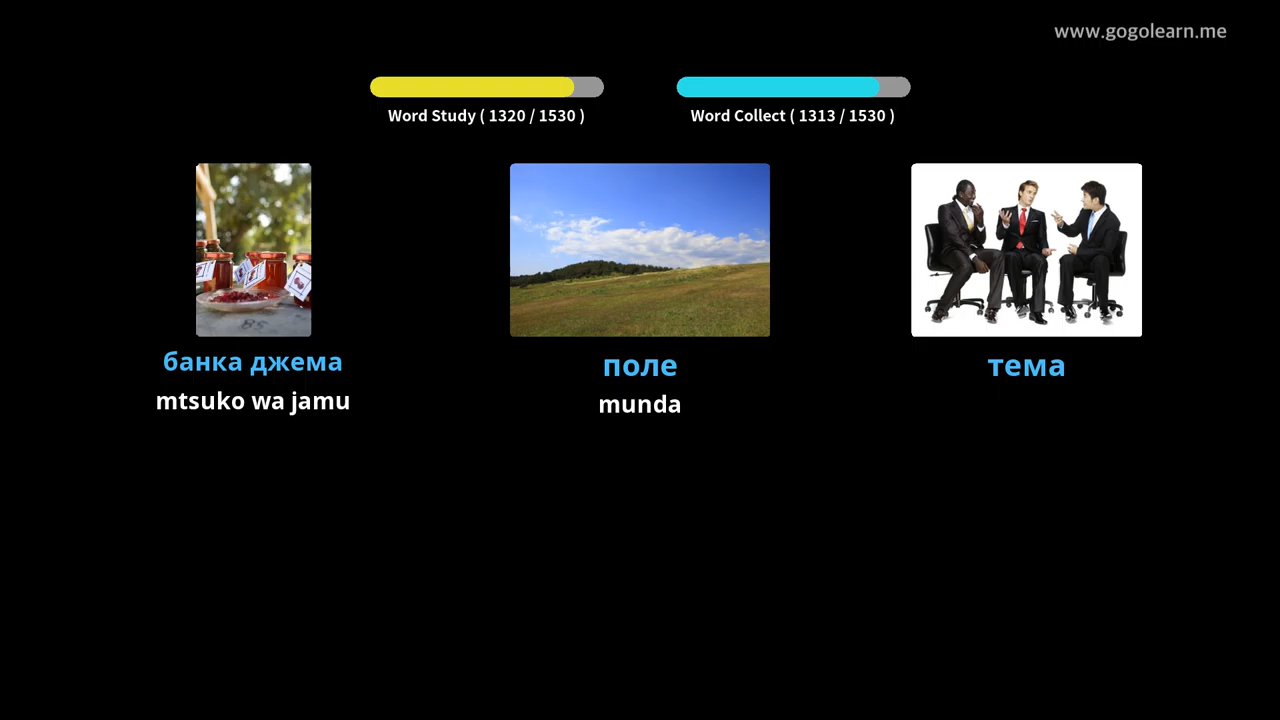 www.gogolearn.me
Word Study ( 1320 / 1530 )
Word Collect ( 1313 / 1530 )
банка джема
mtsuko wa jamu
поле
munda
тема